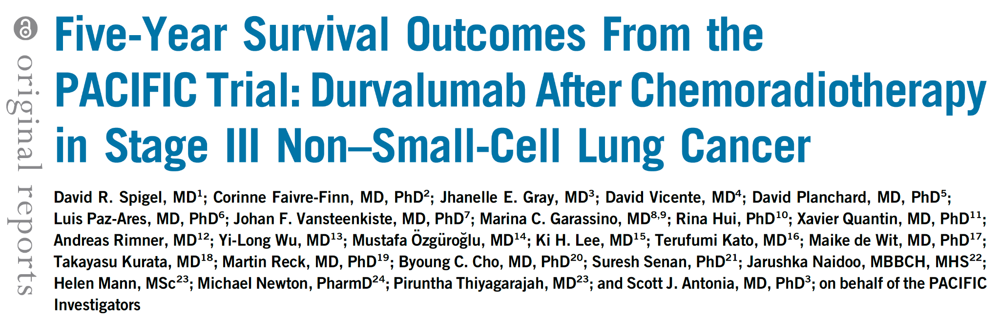 original reports
Five-Year Survival Outcomes From the
PACIFIC Trial: Durvalumab After Chemoradiotherapy
in Stage III Non–Small-Cell Lung Cancer
David R. Spigel, MD¹; Corinne Faivre-Finn, MD, PhD²; Jhanelle E. Gray, MD³; David Vicente, MD⁴; David Planchard, MD, PhD⁵;
Luis Paz-Ares, MD, PhD⁶; Johan F. Vansteenkiste, MD, PhD⁷; Marina C. Garassino, MD⁸,⁹; Rina Hui, PhD¹⁰; Xavier Quantin, MD, PhD¹¹;
Andreas Rimner, MD¹²; Yi-Long Wu, MD¹³; Mustafa Özgüroğlu, MD¹⁴; Ki H. Lee, MD¹⁵; Terufumi Kato, MD¹⁶; Maike de Wit, MD, PhD¹⁷;
Takayasu Kurata, MD¹⁸; Martin Reck, MD, PhD¹⁹; Byoung C. Cho, MD, PhD²⁰; Suresh Senan, PhD²¹; Jarushka Naidoo, MBBCH, MHS²²;
Helen Mann, MSc²³; Michael Newton, PharmD²⁴; Piruntha Thiyagarajah, MD²³; and Scott J. Antonia, MD, PhD³; on behalf of the PACIFIC
Investigators